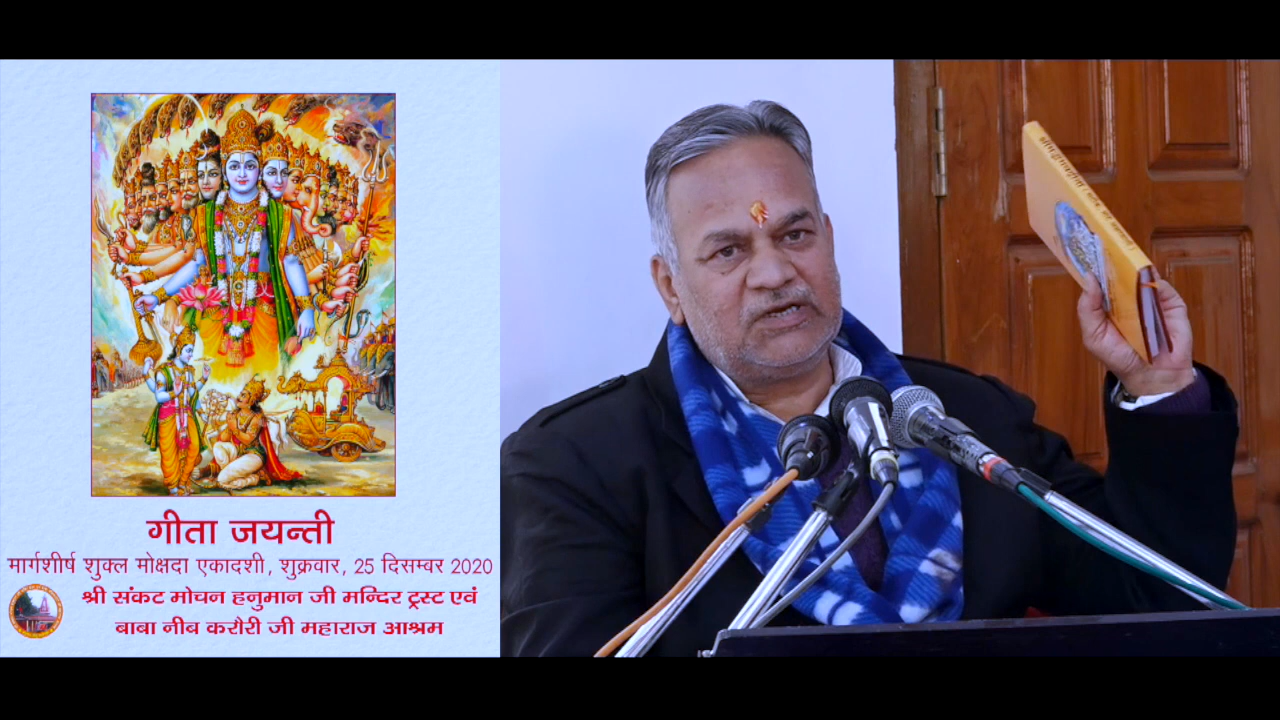 गीता जयन्ती
मार्गशीर्ष शुक्ल मोक्षदा एकादशी, शुक्रवार, 25 दिसम्वर 2020
श्री संकट मोचन हनुमान जी मन्दिर ट्रस्ट एवं
बाबा नीब करौरी जी महाराज आश्रम